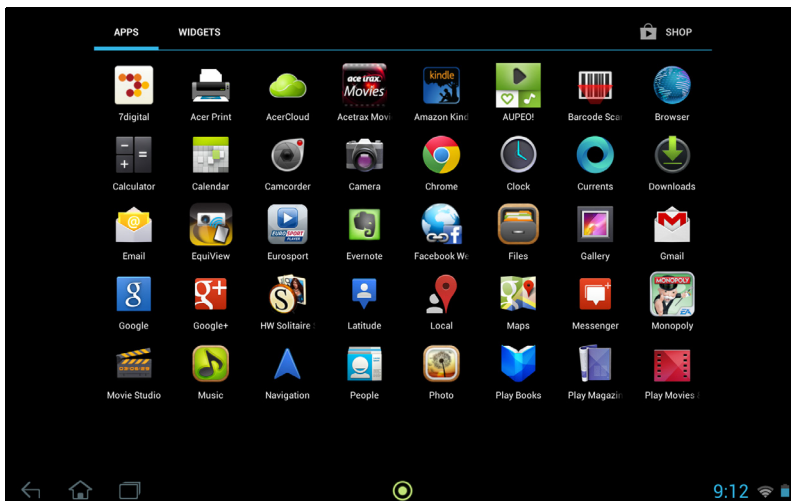 APPS WIDGETS SHOP
ace trax Movies kindle
7digital Acer Print AcerCloud Acetrax Movi Amazon Kind AUPEO! Barcode Scan Browser
Calculator Calendar Camcorder Camera Chrome Clock Currents Downloads
EUROSPORT PLAYER
Email EquiView Eurosport Evernote Facebook We Files Gallery Gmail
g g+ S MONOPOLY EA
Google Google+ HW Solitaire Latitude Local Maps Messenger Monopoly
Movie Studio Music Navigation People Photo Play Books Play Magazin Play Movies
9:12